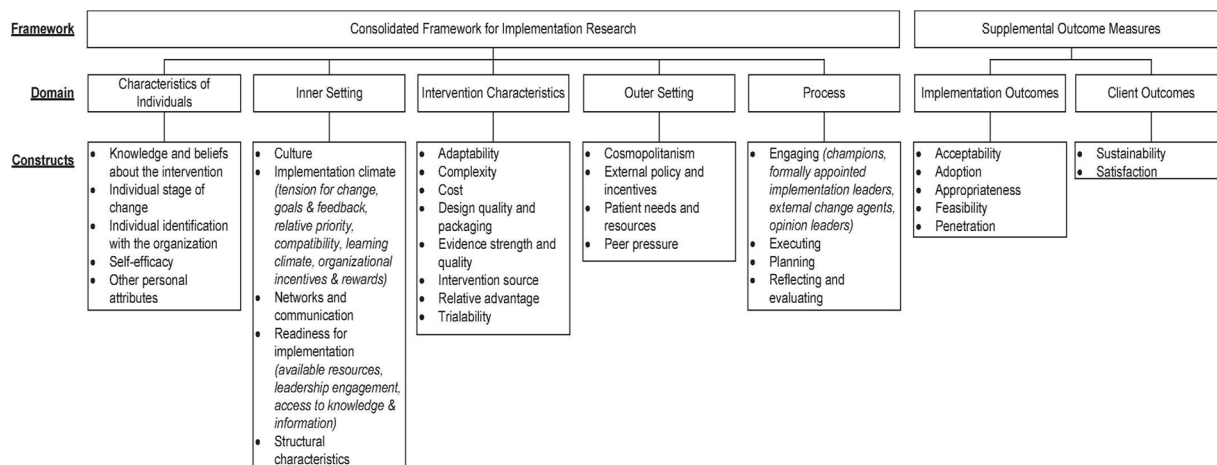 Framework
Consolidated Framework for Implementation Research
Supplemental Outcome Measures
Domain
Characteristics of
Individuals
Inner Setting
Intervention Characteristics
Outer Setting
Process
Implementation Outcomes
Client Outcomes
Constructs
• Knowledge and beliefs
about the intervention
• Individual stage of
change
• Individual identification
with the organization
• Self-efficacy
• Other personal
attributes
• Culture
• Implementation climate
(tension for change,
goals & feedback,
relative priority,
compatibility, learning
climate, organizational
incentives & rewards)
• Networks and
communication
• Readiness for
implementation
(available resources,
leadership engagement,
access to knowledge &
information)
• Structural
characteristics
• Adaptability
• Complexity
• Cost
• Design quality and
packaging
• Evidence strength and
quality
• Intervention source
• Relative advantage
• Trialability
• Cosmopolitanism
• External policy and
incentives
• Patient needs and
resources
• Peer pressure
• Engaging (champions,
formally appointed
implementation leaders,
external change agents,
opinion leaders)
• Executing
• Planning
• Reflecting and
evaluating
• Acceptability
• Adoption
• Appropriateness
• Feasibility
• Penetration
• Sustainability
• Satisfaction